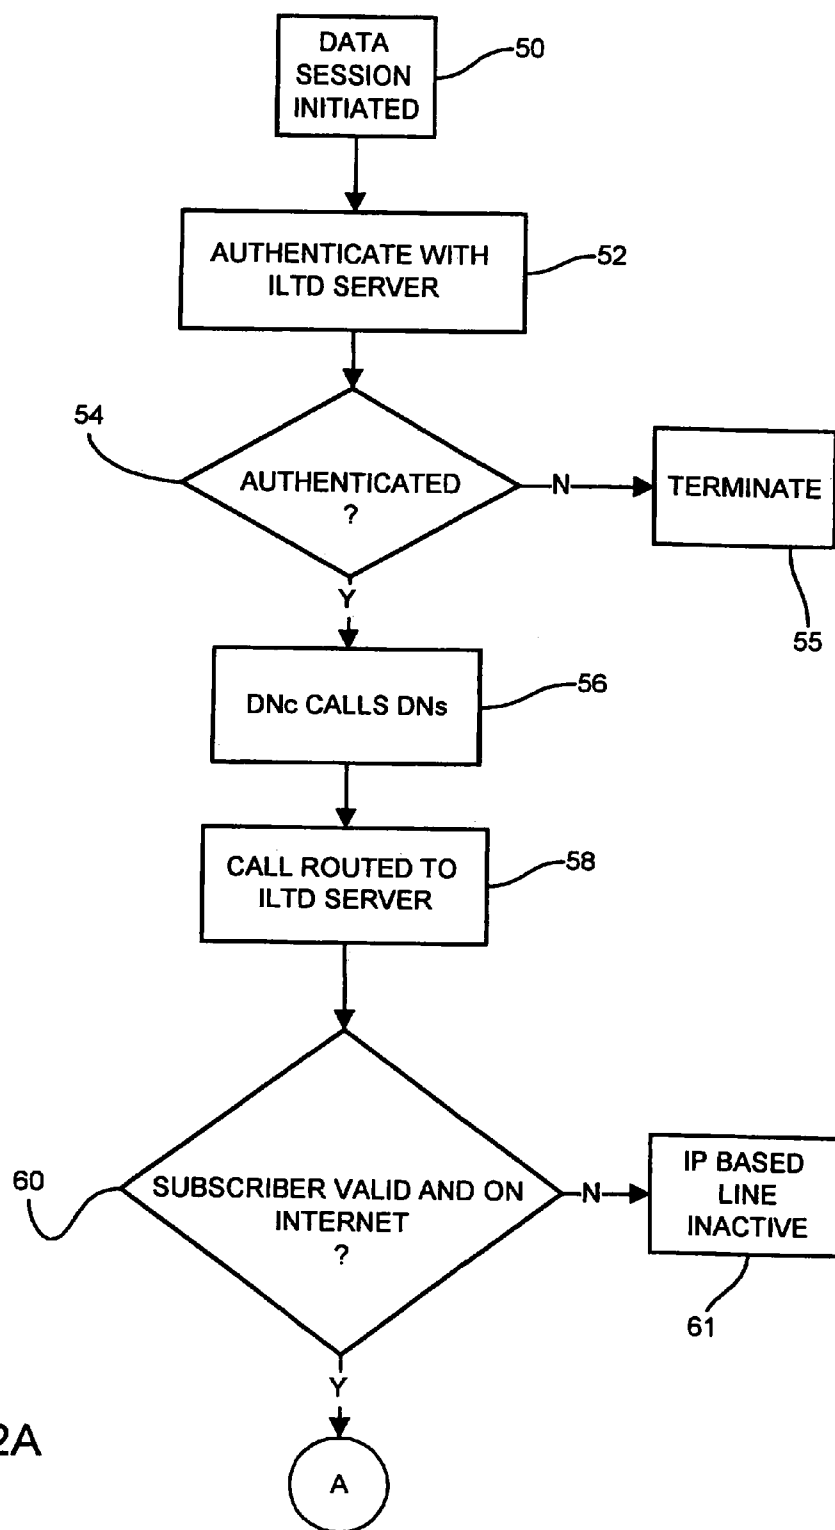 DATA
SESSION
INITIATED
50
AUTHENTICATE WITH
ILTD SERVER
52
54
AUTHENTICATED
?
N
TERMINATE
55
Y
DNc CALLS DNs
56
CALL ROUTED TO
ILTD SERVER
58
60
SUBSCRIBER VALID AND ON
INTERNET
?
N
IP BASED
LINE
INACTIVE
61
Y
2A
A